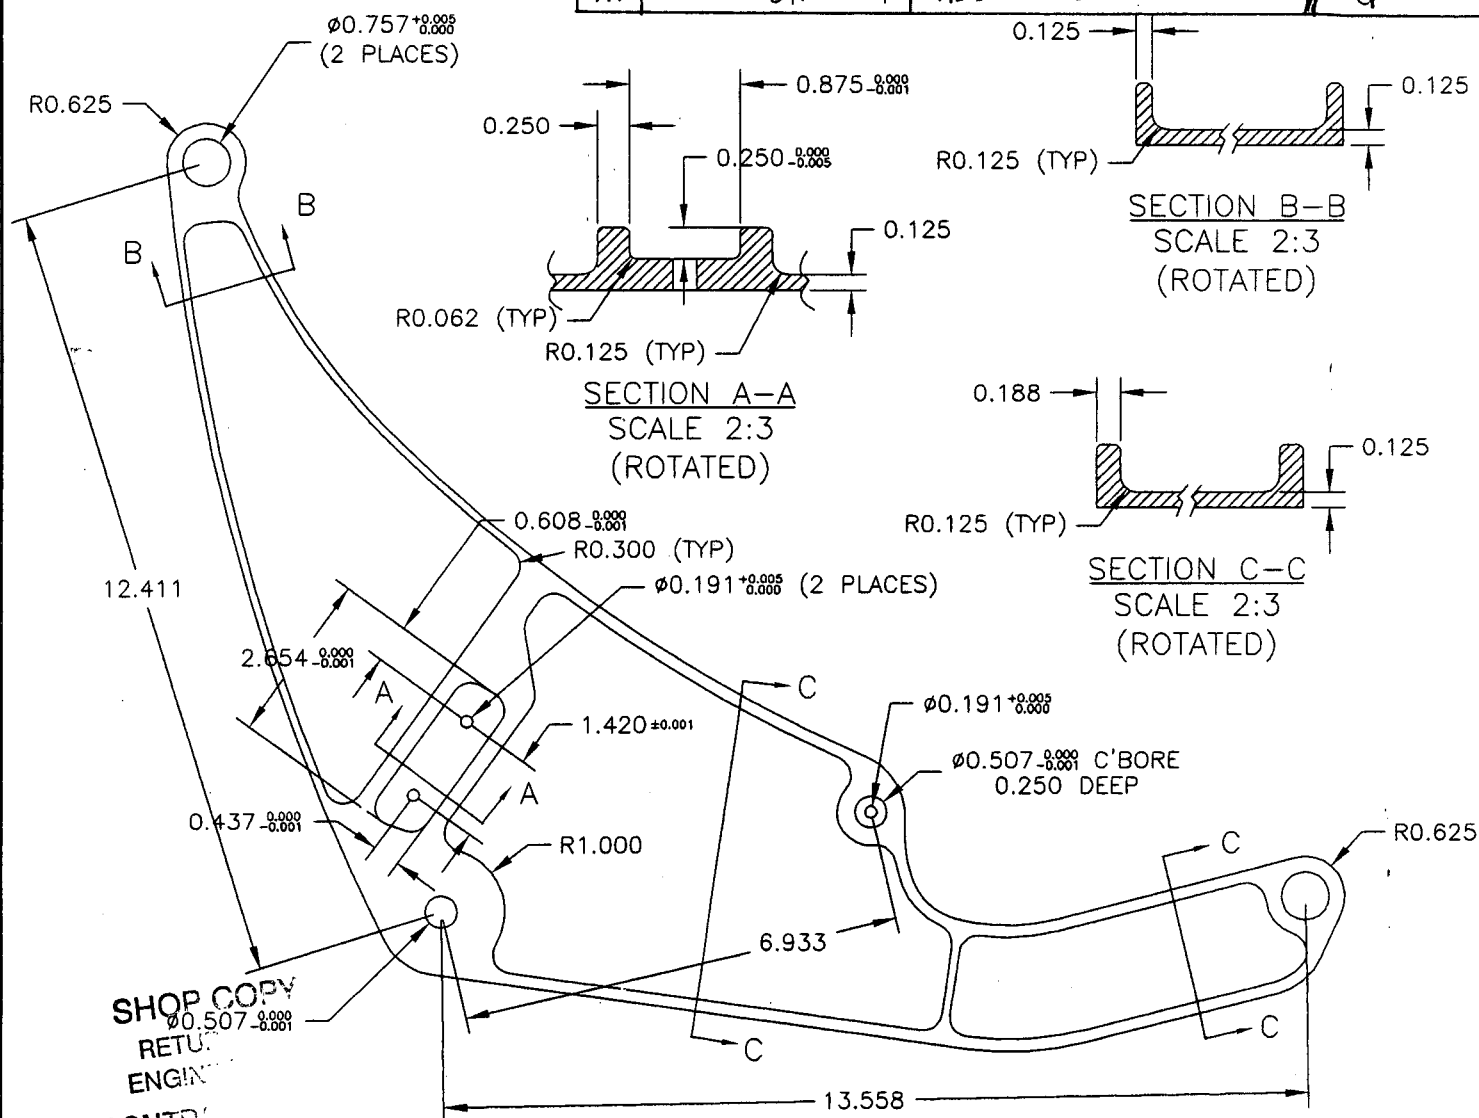 ø0.757 +0.005 0.000
(2 PLACES)
R0.625
0.875 0.000 -0.001
0.250
0.250 0.000 -0.005
0.125
R0.062 (TYP)
R0.125 (TYP)
SECTION A-A
SCALE 2:3
(ROTATED)
0.125
0.125
R0.125 (TYP)
SECTION B-B
SCALE 2:3
(ROTATED)
0.188
0.125
R0.125 (TYP)
SECTION C-C
SCALE 2:3
(ROTATED)
B
B
12.411
0.608 0.000 -0.001
R0.300 (TYP)
ø0.191 +0.005 0.000 (2 PLACES)
2.654 0.000 -0.001
A
1.420 ±0.001
A
0.437 0.000 -0.001
R1.000
C
ø0.191 +0.005 0.000
ø0.507 0.000 -0.001 C'BORE
0.250 DEEP
C
R0.625
6.933
C
C
13.558
SHOP COPY
ø0.507 0.000 -0.001